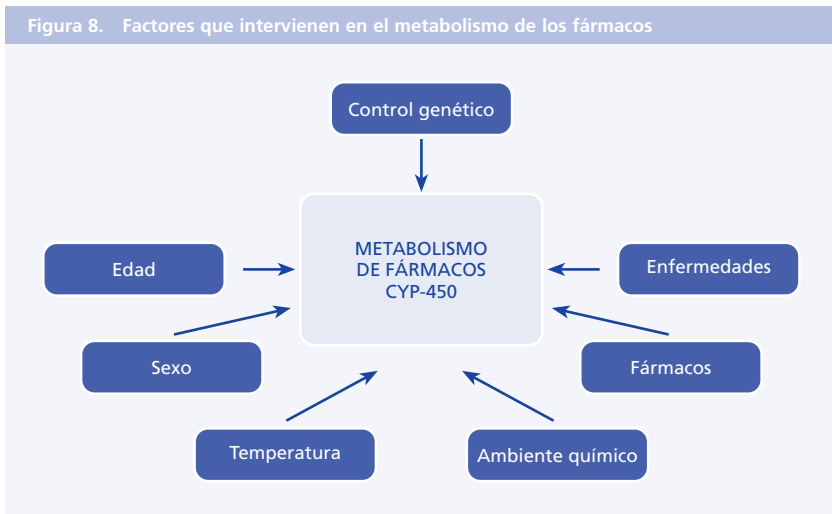 Figura 8. Factores que intervienen en el metabolismo de los fármacos
Control genético
METABOLISMO
DE FÁRMACOS
CYP-450
Edad
Enfermedades
Sexo
Fármacos
Temperatura
Ambiente químico